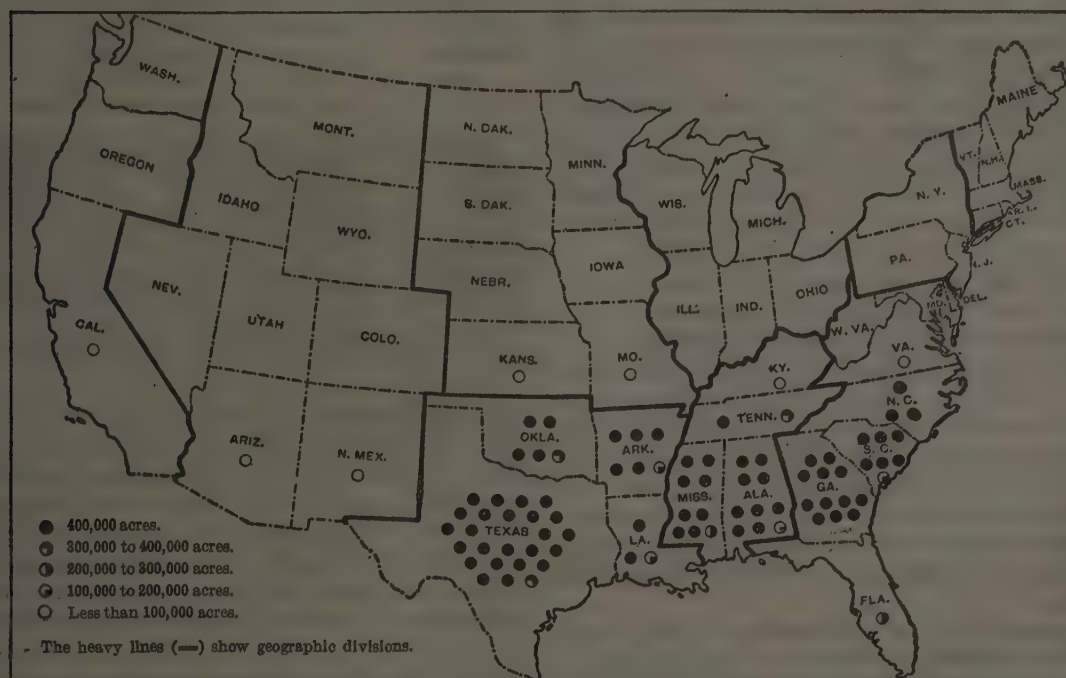 WASH.
OREGON
CAL.
NEV.
IDAHO
MONT.
WYO.
UTAH
COLO.
ARIZ.
N. MEX.
N. DAK.
S. DAK.
NEBR.
KANS.
OKLA.
TEXAS
MINN.
IOWA
MO.
ARK.
LA.
WIS.
ILL.
MICH.
IND.
OHIO
KY.
TENN.
MISS.
ALA.
GA.
FLA.
S. C.
N. C.
VA.
W. VA.
MD.
DEL.
PA.
N. J.
N. Y.
CT.
R. I.
MASS.
VT.
N. H.
MAINE
400,000 acres.
300,000 to 400,000 acres.
200,000 to 300,000 acres.
100,000 to 200,000 acres.
Less than 100,000 acres.
The heavy lines (—) show geographic divisions.